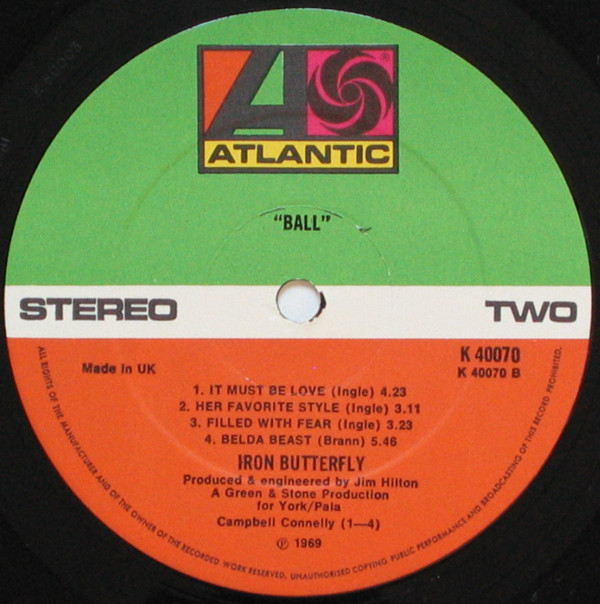 ATLANTIC
"BALL"
STEREO
TWO
Made in UK
K 40070
K 40070 B
1. IT MUST BE LOVE (Ingle) 4.23
2. HER FAVORITE STYLE (Ingle) 3.11
3. FILLED WITH FEAR (Ingle) 3.23
4. BELDA BEAST (Brann) 5.46
IRON BUTTERFLY
Produced & engineered by Jim Hilton
A Green & Stone Production
for York/Pala
Campbell Connelly (1—4)
℗ 1969
ALL RIGHTS OF THE MANUFACTURER AND OF THE OWNER OF THE RECORDED WORK RESERVED. UNAUTHORISED COPYING PUBLIC PERFORMANCE AND BROADCASTING OF THIS RECORD PROHIBITED.